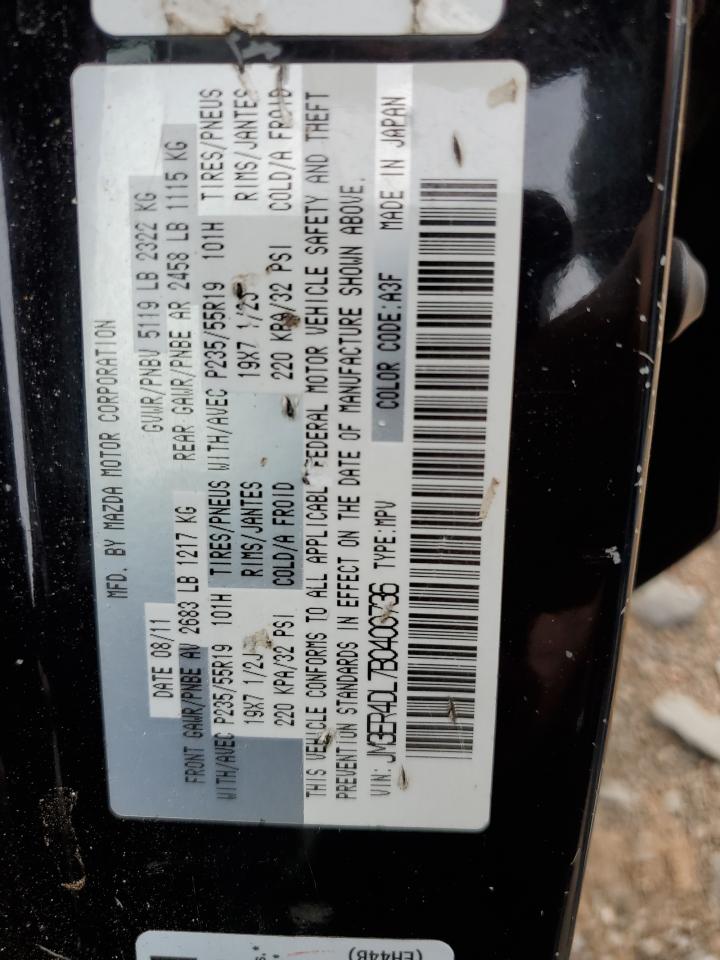 MFD. BY MAZDA MOTOR CORPORATION
DATE 08/11 GVWR/PNBV 5119 LB 2322 KG
FRONT GAWR/PNBE AV 2683 LB 1217 KG REAR GAWR/PNBE AR 2458 LB 1115 KG
WITH/AVEC P235/55R19 101H TIRES/PNEUS WITH/AVEC P235/55R19 101H TIRES/PNEUS
19X7 1/2J RIMS/JANTES 19X7 1/2J RIMS/JANTES
220 KPA/32 PSI COLD/A FROID 220 KPA/32 PSI COLD/A FROID
THIS VEHICLE CONFORMS TO ALL APPLICABL FEDERAL MOTOR VEHICLE SAFETY AND THEFT
PREVENTION STANDARDS IN EFFECT ON THE DATE OF MANUFACTURE SHOWN ABOVE.
VIN: JM3ER4DL7B0400736 TYPE:MPV COLOR CODE:A3F MADE IN JAPAN
(EH44B)